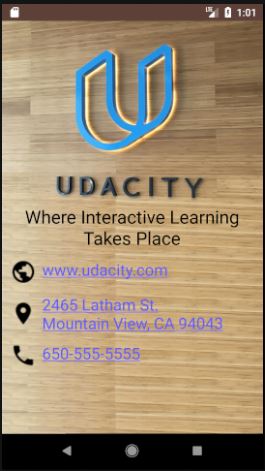 LTE 1:01
UDACITY
Where Interactive Learning
Takes Place
www.udacity.com
2465 Latham St,
Mountain View, CA 94043
650-555-5555